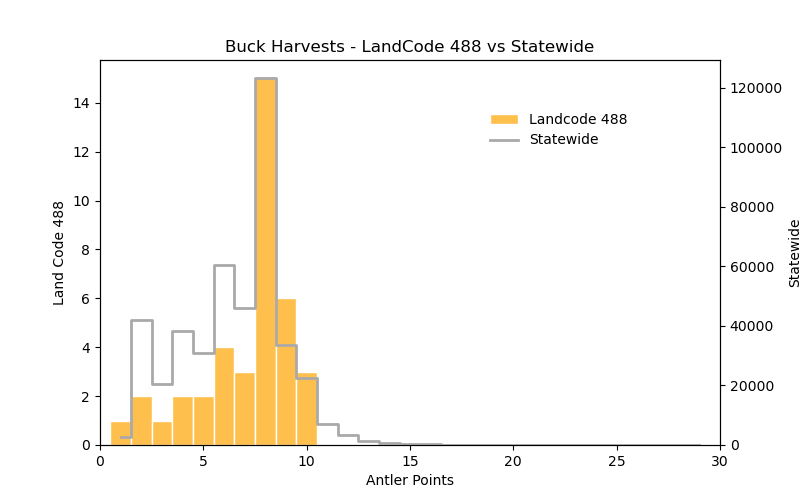 Buck Harvests - LandCode 488 vs Statewide
Landcode 488
Statewide
Land Code 488
14
12
10
8
6
4
2
0
120000
100000
80000
60000
40000
20000
0
Statewide
0 5 10 15 20 25 30
Antler Points